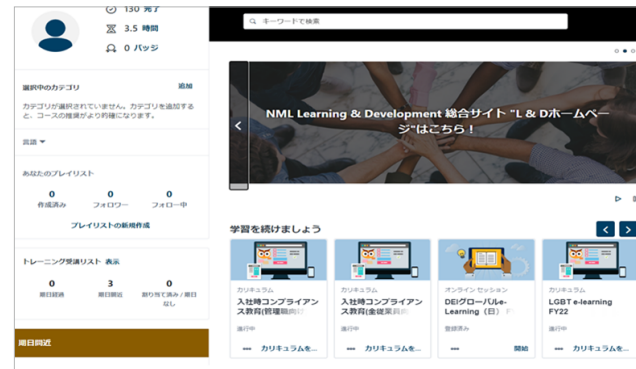 130 完了
3.5 時間
0 バッジ
選択中のカテゴリ 追加
カテゴリが選択されていません。カテゴリを追加する
と、コースの推薦がより的確になります。
言語
あなたのプレイリスト
0 0 0
作成済み フォロワー フォロー中
プレイリストの新規作成
トレーニング受講リスト 表示
0 3 0
期日経過 期日間近 割り当て済み / 期日
なし
期日間近
キーワードで検索
NML Learning & Development 総合サイト "L & Dホームペー
ジ"はこちら！
学習を続けましょう
カリキュラム
入社時コンプライアン
ス教育(管理職向け
進行中
カリキュラムを...
カリキュラム
入社時コンプライアン
ス教育(全従業員向
進行中
カリキュラムを...
オンライン セッション
DEIグローバルe-
Learning（日） F
登録済み
開始
カリキュラム
LGBT e-learning
FY22
進行中
カリキュラムを...